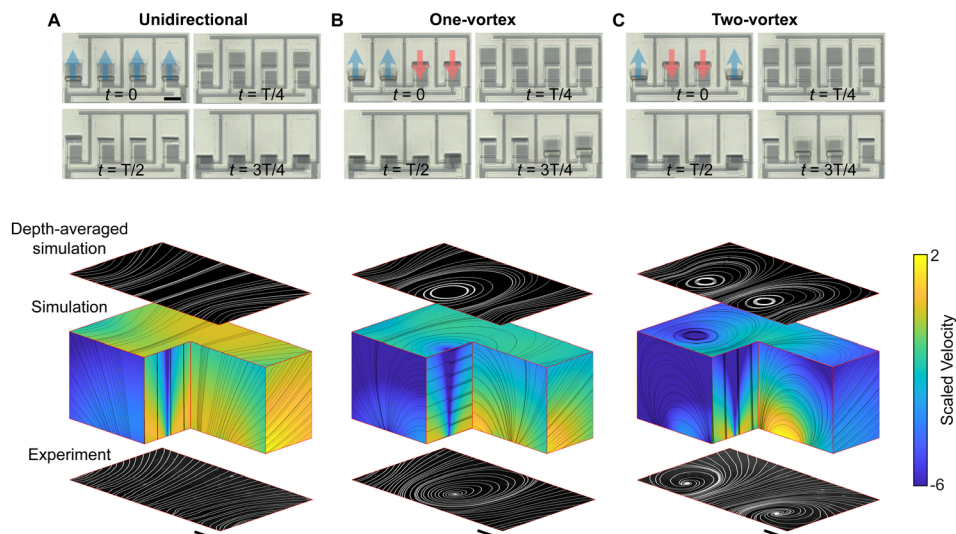 A Unidirectional
B One-vortex
C Two-vortex
t = 0
t = T/4
t = 0
t = T/4
t = 0
t = T/4
t = T/2
t = 3T/4
t = T/2
t = 3T/4
t = T/2
t = 3T/4
Depth-averaged
simulation
Simulation
Experiment
2
Scaled Velocity
-6